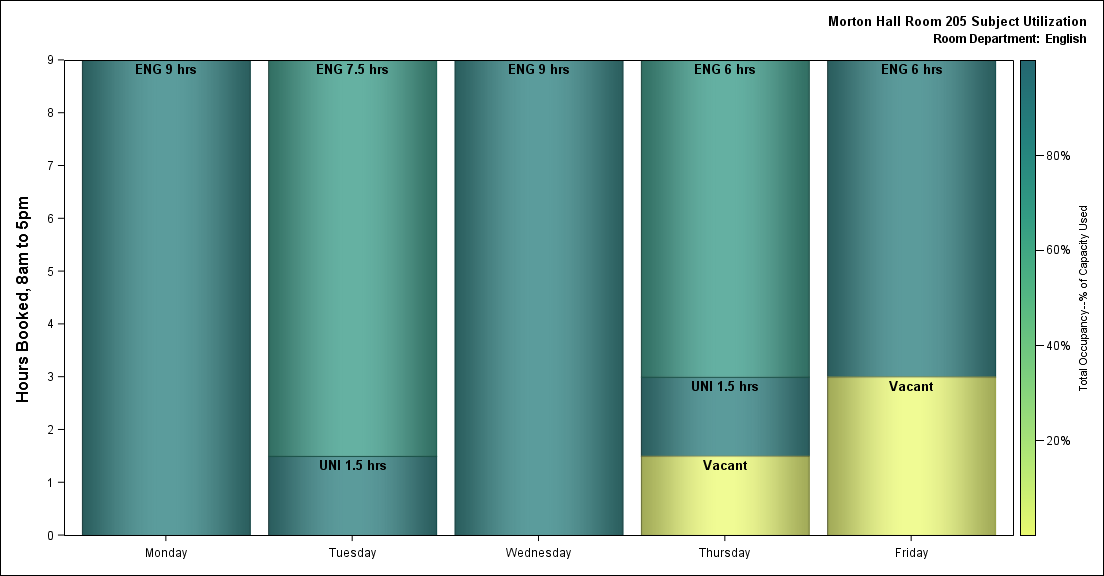 Morton Hall Room 205 Subject Utilization
Room Department: English
Hours Booked, 8am to 5pm
9
8
7
6
5
4
3
2
1
0
ENG 9 hrs
ENG 7.5 hrs
ENG 9 hrs
ENG 6 hrs
ENG 6 hrs
UNI 1.5 hrs
Vacant
UNI 1.5 hrs
Vacant
Monday
Tuesday
Wednesday
Thursday
Friday
80%
60%
40%
20%
Total Occupancy--% of Capacity Used